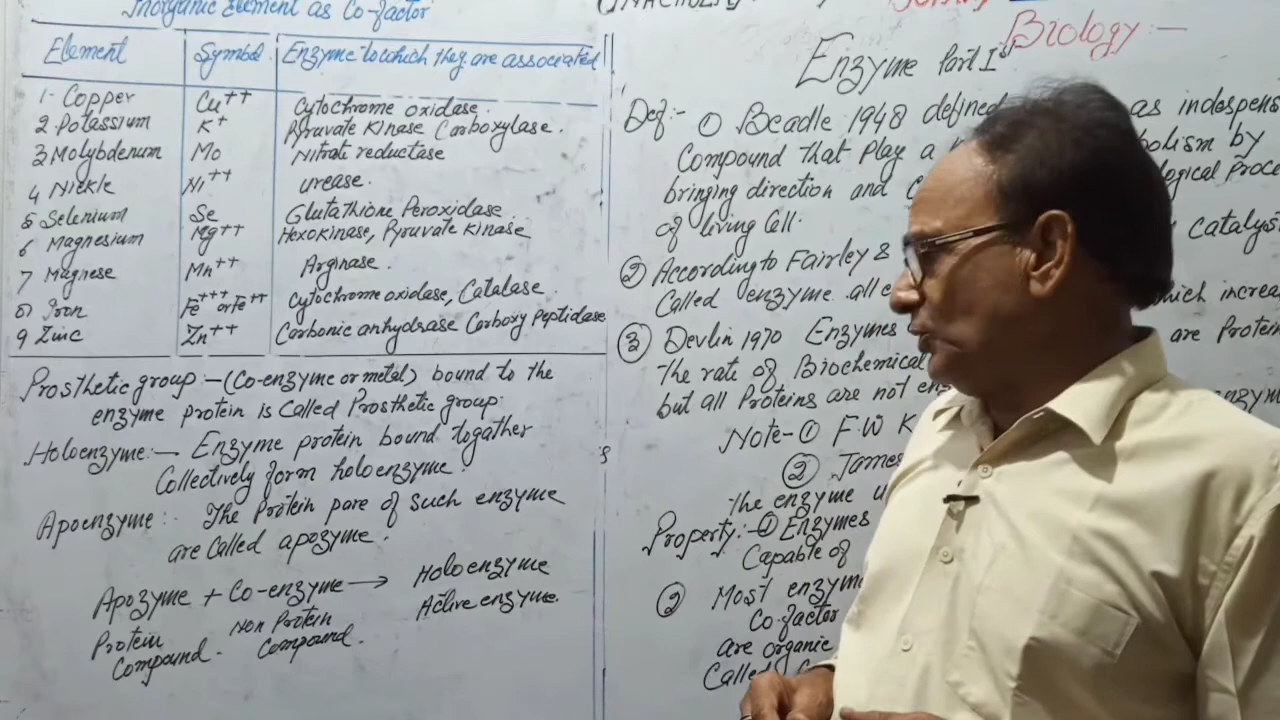 Inorganic Element as Co-factor
Element Symbol Enzyme to which they are associated
1- Copper Cu++ Cytochrome oxidase.
2 Potassium K+ Pyruvate Kinase Carboxylase.
3 Molybdenum Mo Nitrate reductase
4 Nickle Ni++ urease.
5 Selenium Se Glutathione Peroxidase.
6 Magnesium Mg++ Hexokinase, Pyruvate Kinase
7 Magnese Mn++ Arginase.
8) Iron Fe+++ or Fe++ Cytochrome oxidase, Catalase.
9 Zinc Zn++ Carbonic anhydrase Carboxy Peptidase
Prosthetic group:- (Co-enzyme or metal) bound to the
enzyme protein is Called Prosthetic group.
Holoenzyme:- Enzyme protein bound togather
Collectively form holoenzyme.
Apoenzyme:- The Protein pare of such enzyme
are Called apozyme.
Apozyme + Co-enzyme → Holoenzyme
Protein Non Protein Active enzyme.
Compound. Compound.
Biology:-
Enzyme Part Ist
Def:- ① Beadle 1948 defined as indespens
Compound That Play a bolism by
bringing direction and ological Proce
of living Cell. catalys
② According to Fairley &
Called enzyme. which increa
③ Devlin 1970 Enzymes are Protein
The rate of Biochemical
but all Proteins are not enzym
Note- ① F.W K
② James
The enzyme
Property:- ① Enzymes
Capable of
② Most enzyme
Co-factor
are organic
Called